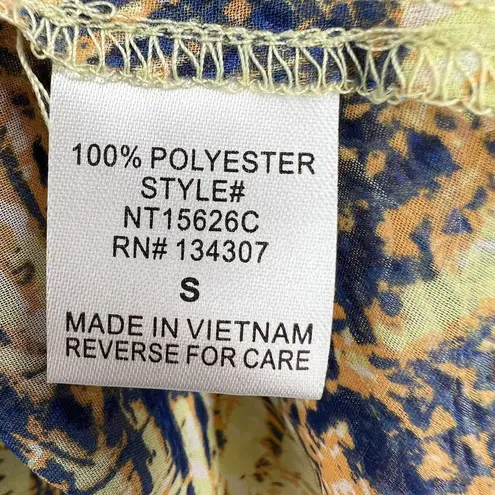 100% POLYESTER
STYLE#
NT15626C
RN# 134307
S
MADE IN VIETNAM
REVERSE FOR CARE